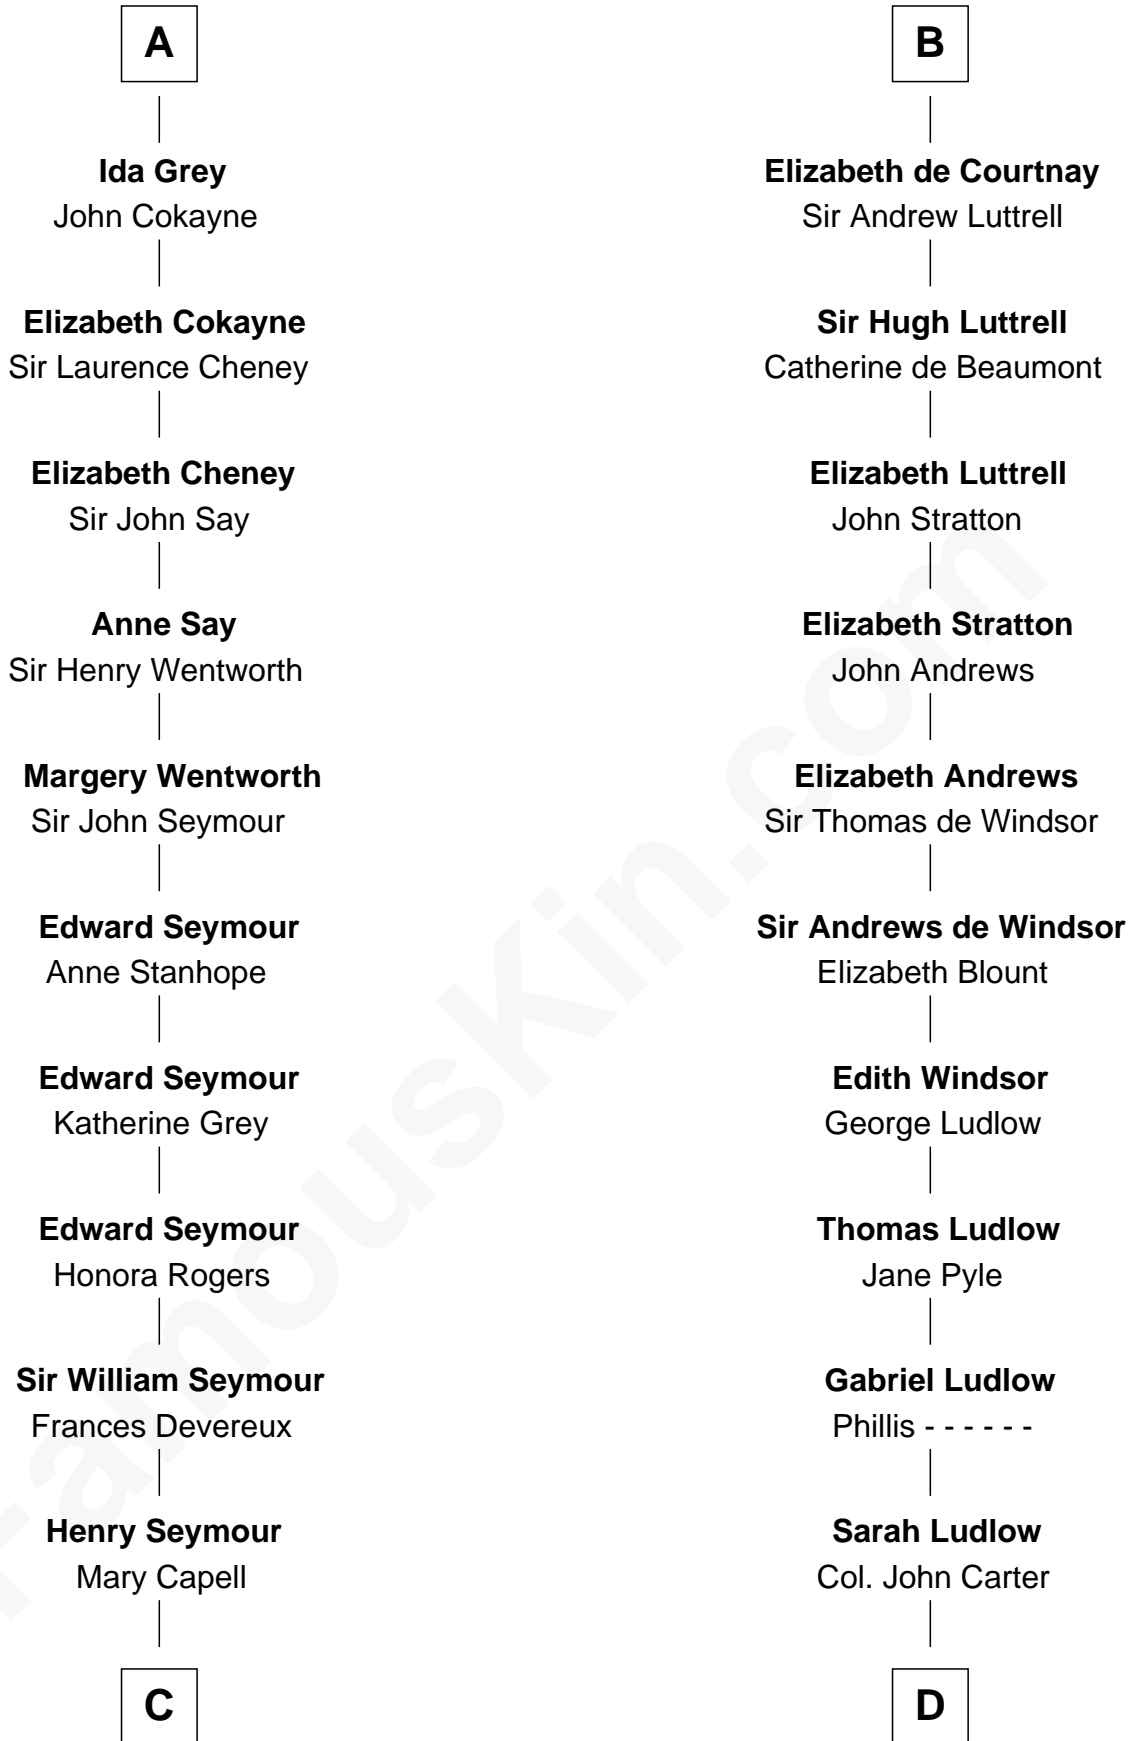 A
Ida Grey
John Cokayne
Elizabeth Cokayne
Sir Laurence Cheney
Elizabeth Cheney
Sir John Say
Anne Say
Sir Henry Wentworth
Margery Wentworth
Sir John Seymour
Edward Seymour
Anne Stanhope
Edward Seymour
Katherine Grey
Edward Seymour
Honora Rogers
Sir William Seymour
Frances Devereux
Henry Seymour
Mary Capell
C
B
Elizabeth de Courtnay
Sir Andrew Luttrell
Sir Hugh Luttrell
Catherine de Beaumont
Elizabeth Luttrell
John Stratton
Elizabeth Stratton
John Andrews
Elizabeth Andrews
Sir Thomas de Windsor
Sir Andrews de Windsor
Elizabeth Blount
Edith Windsor
George Ludlow
Thomas Ludlow
Jane Pyle
Gabriel Ludlow
Phillis - - - - - -
Sarah Ludlow
Col. John Carter
D
FamousKin.com